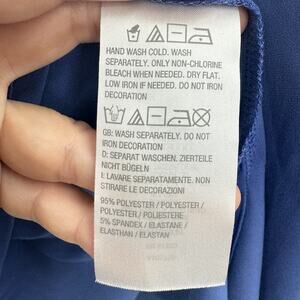 HAND WASH COLD. WASH
SEPARATELY. ONLY NON-CHLORINE
BLEACH WHEN NEEDED. DRY FLAT.
LOW IRON IF NEEDED. DO NOT IRON
DECORATION
GB: WASH SEPARATELY. DO NOT
IRON DECORATION
D: SEPARAT WASCHEN. ZIERTEILE
NICHT BÜGELN
I: LAVARE SEPARATAMENTE. NON
STIRARE LE DECORAZIONI
95% POLYESTER / POLYESTER /
POLYESTER / POLIESTERE
5% SPANDEX / ELASTANE /
ELASTHAN / ELASTAN